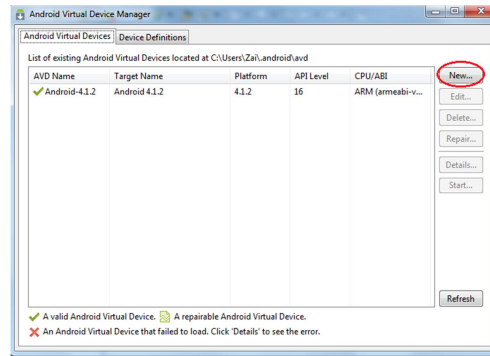 Android Virtual Device Manager
Android Virtual Devices Device Definitions
List of existing Android Virtual Devices located at C:\Users\Zai\.android\avd
AVD Name Target Name Platform API Level CPU/ABI
Android-4.1.2 Android 4.1.2 4.1.2 16 ARM (armeabi-v...
New...
Edit...
Delete...
Repair...
Details...
Start...
Refresh
A valid Android Virtual Device. A repairable Android Virtual Device.
An Android Virtual Device that failed to load. Click 'Details' to see the error.